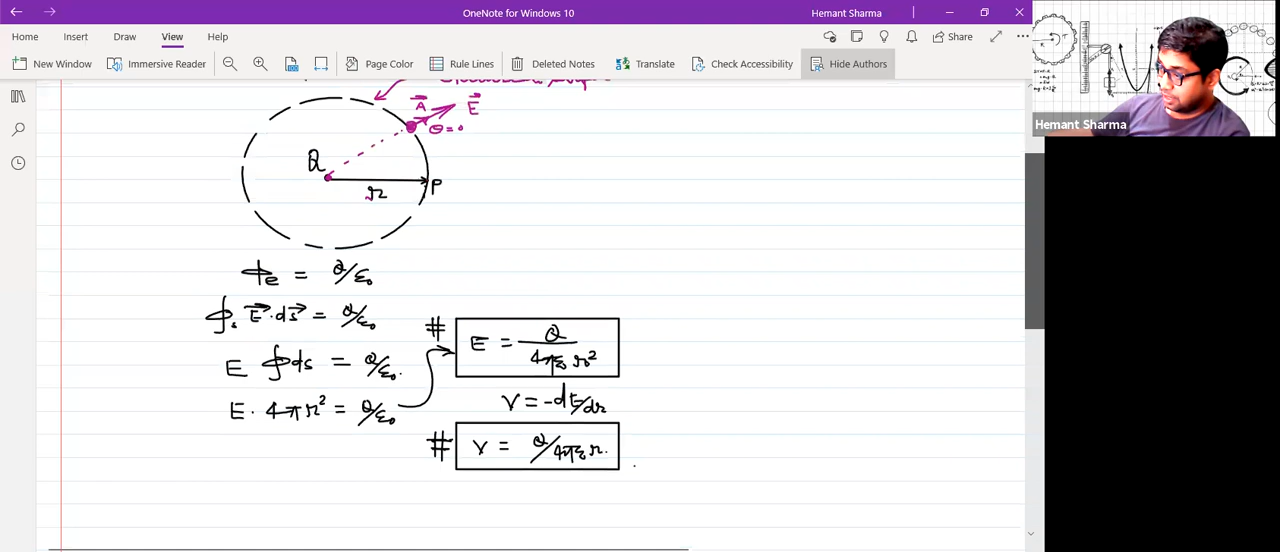 OneNote for Windows 10
Hemant Sharma
Home Insert Draw View Help
Share
New Window
Immersive Reader
Page Color
Rule Lines
Deleted Notes
Translate
Check Accessibility
Hide Authors
Hemant Sharma
A⃗ E⃗
θ=0
Q
r P
ϕe = Q/ε₀
∮s E⃗·ds⃗ = Q/ε₀
E ∮ds = Q/ε₀.
E· 4πr² = Q/ε₀
# E = Q / 4πε₀r²
V = -dE/dr
# V = Q/4πε₀r.